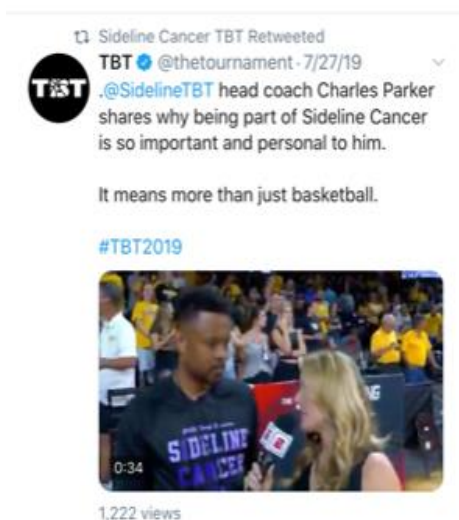 Sideline Cancer TBT Retweeted
TBT @thetournament · 7/27/19
TBT
.@SidelineTBT head coach Charles Parker
shares why being part of Sideline Cancer
is so important and personal to him.
It means more than just basketball.
#TBT2019
SIDELINE
CANCER
0:34
1,222 views